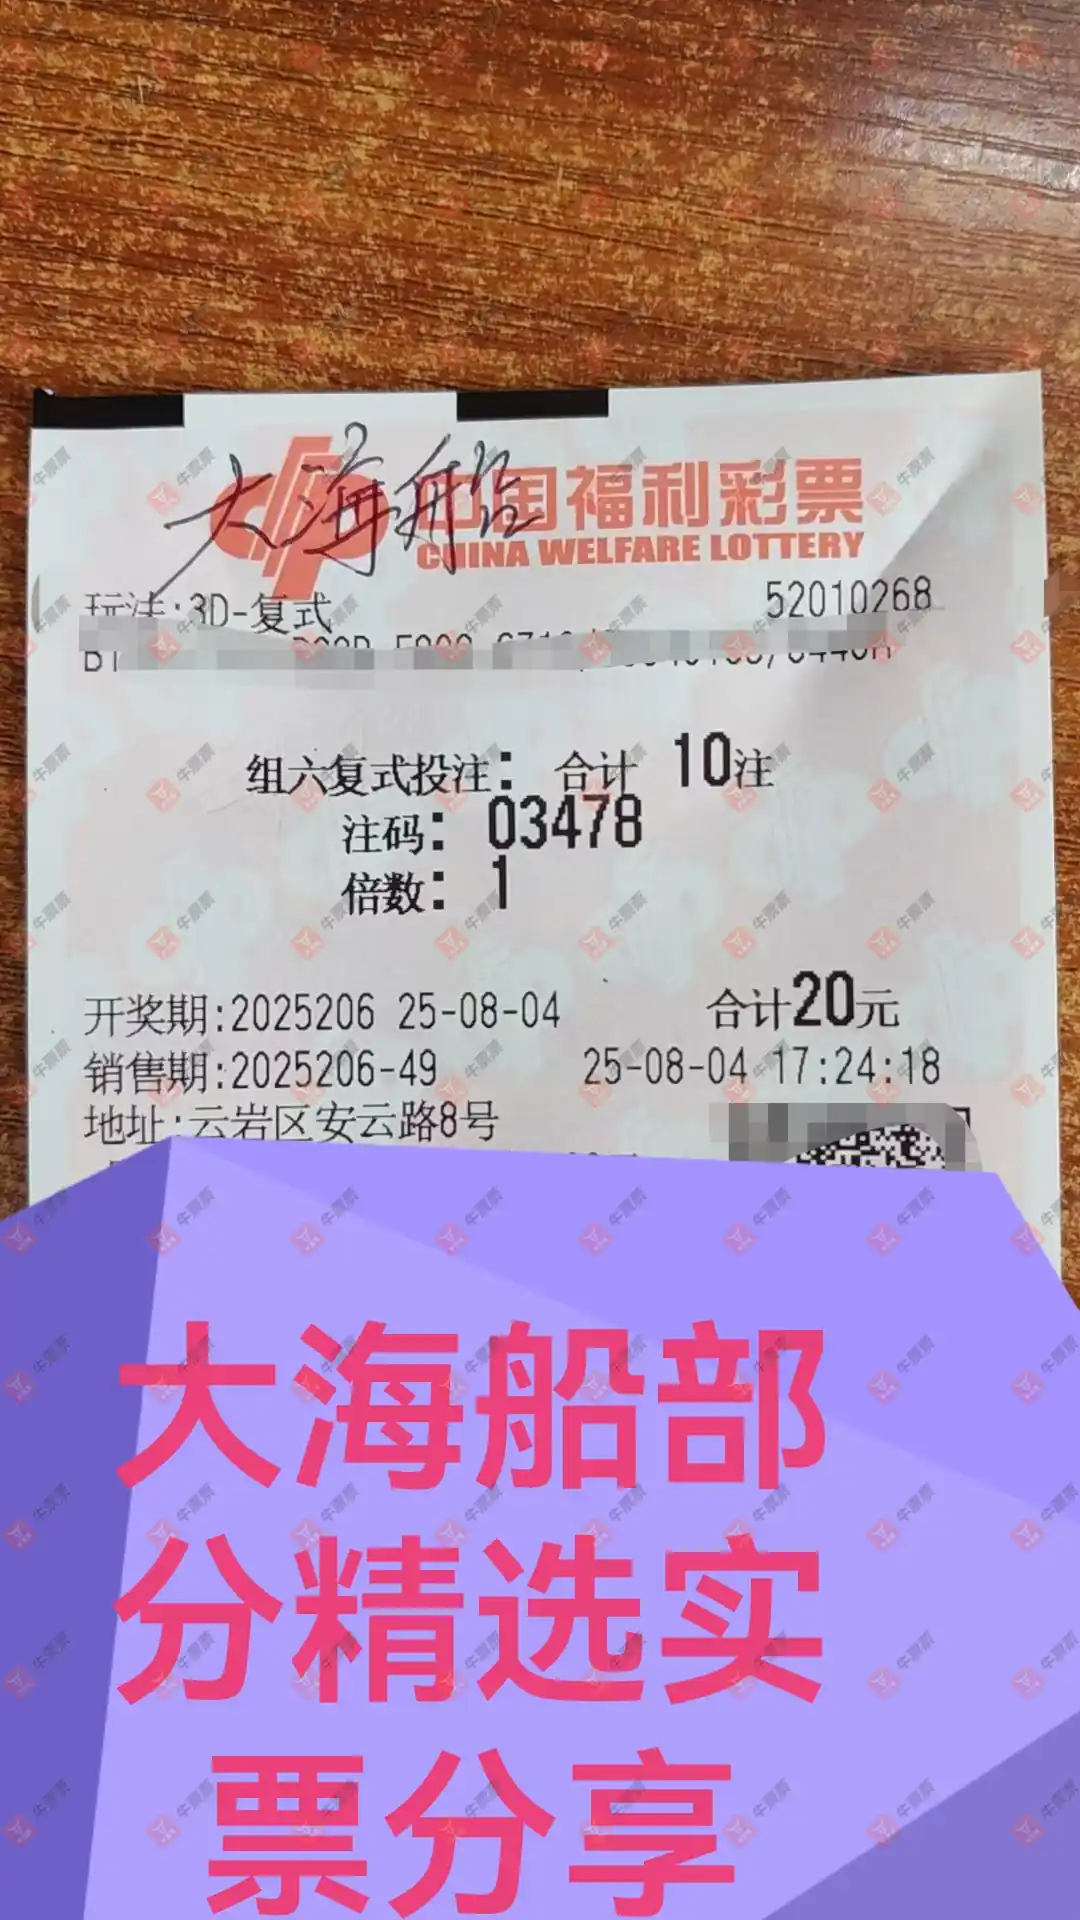 大海船
中国福利彩票
CHINA WELFARE LOTTERY
玩法:3D-复式 52010268
组六复式投注: 合计 10注
注码: 03478
倍数: 1
开奖期:2025206 25-08-04 合计20元
销售期:2025206-49 25-08-04 17:24:18
地址:云岩区安云路8号
大海船部
分精选实
票分享
牛票票